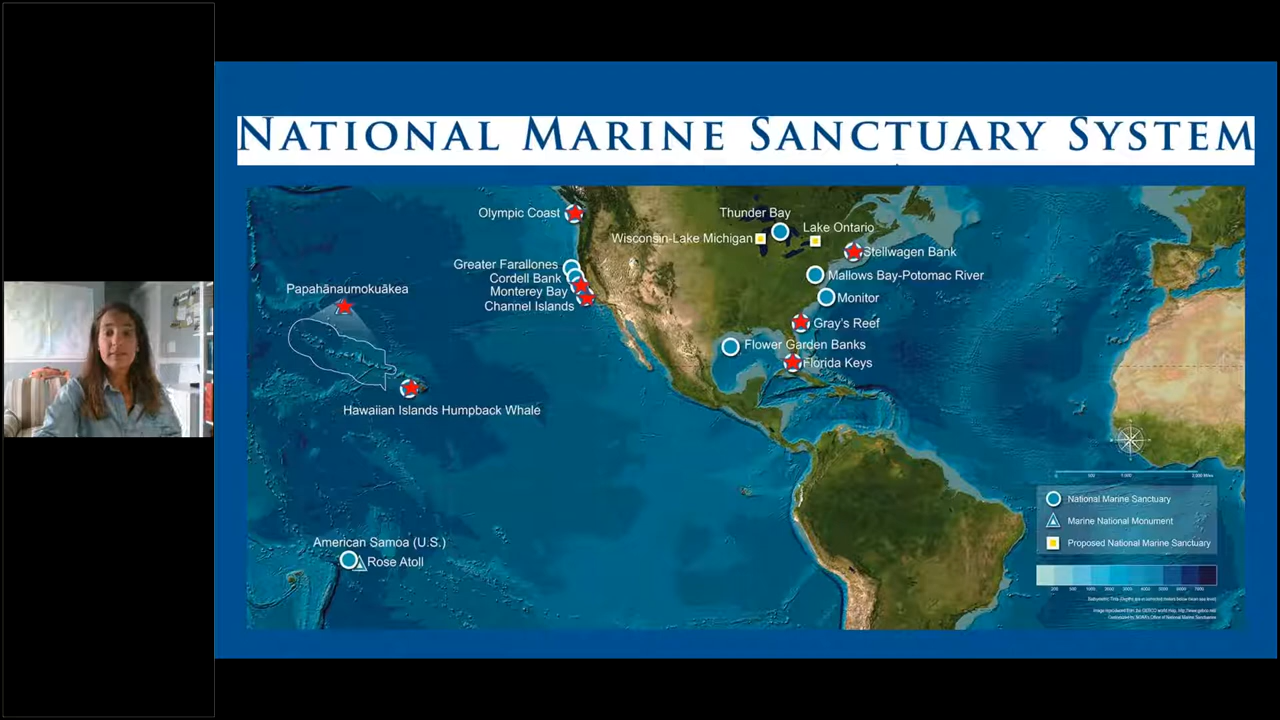 NATIONAL MARINE SANCTUARY SYSTEM
Olympic Coast
Thunder Bay
Lake Ontario
Wisconsin-Lake Michigan
Stellwagen Bank
Greater Farallones
Cordell Bank
Mallows Bay-Potomac River
Papahānaumokuākea
Monterey Bay
Monitor
Channel Islands
Gray's Reef
Flower Garden Banks
Florida Keys
Hawaiian Islands Humpback Whale
National Marine Sanctuary
Marine National Monument
American Samoa (U.S.)
Proposed National Marine Sanctuary
Rose Atoll